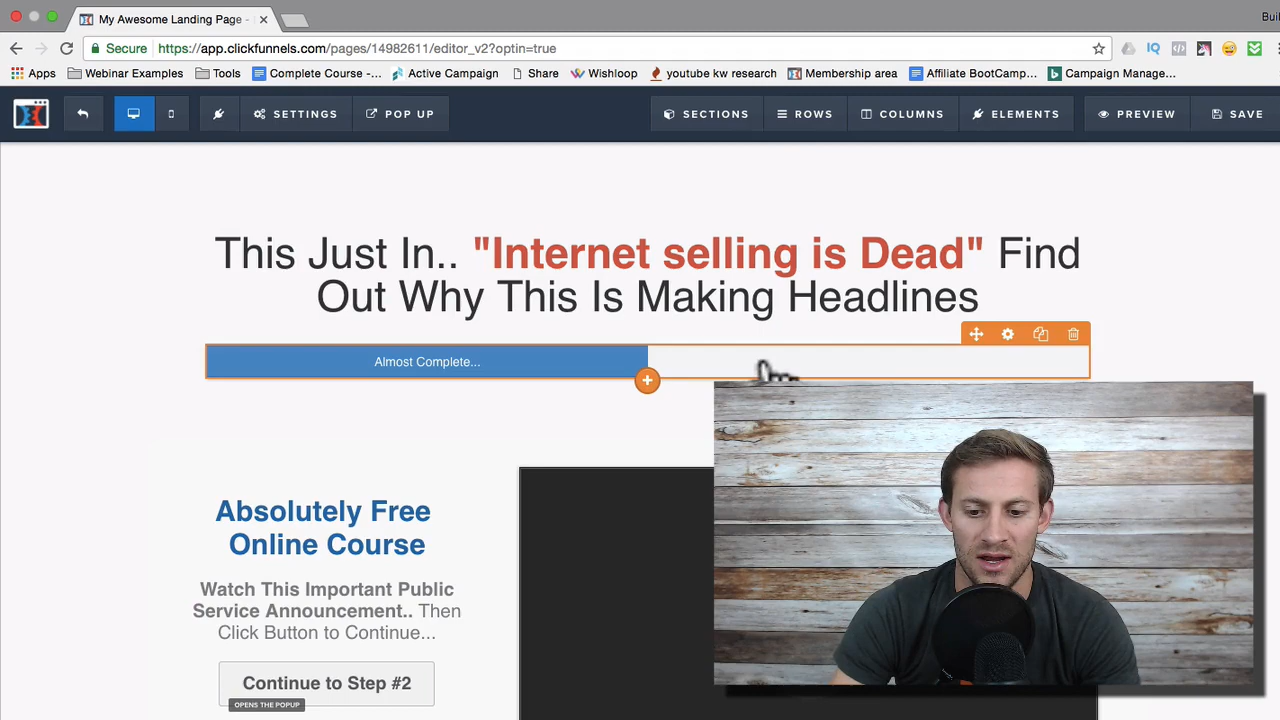 My Awesome Landing Page -
Buil
Secure https://app.clickfunnels.com/pages/14982611/editor_v2?optin=true
IQ
Apps Webinar Examples Tools Complete Course -... Active Campaign Share Wishloop youtube kw research Membership area Affiliate BootCamp... Campaign Manage...
SETTINGS POP UP SECTIONS ROWS COLUMNS ELEMENTS PREVIEW SAVE
This Just In.. "Internet selling is Dead" Find
Out Why This Is Making Headlines
Almost Complete...
Absolutely Free
Online Course
Watch This Important Public
Service Announcement.. Then
Click Button to Continue...
Continue to Step #2
OPENS THE POPUP